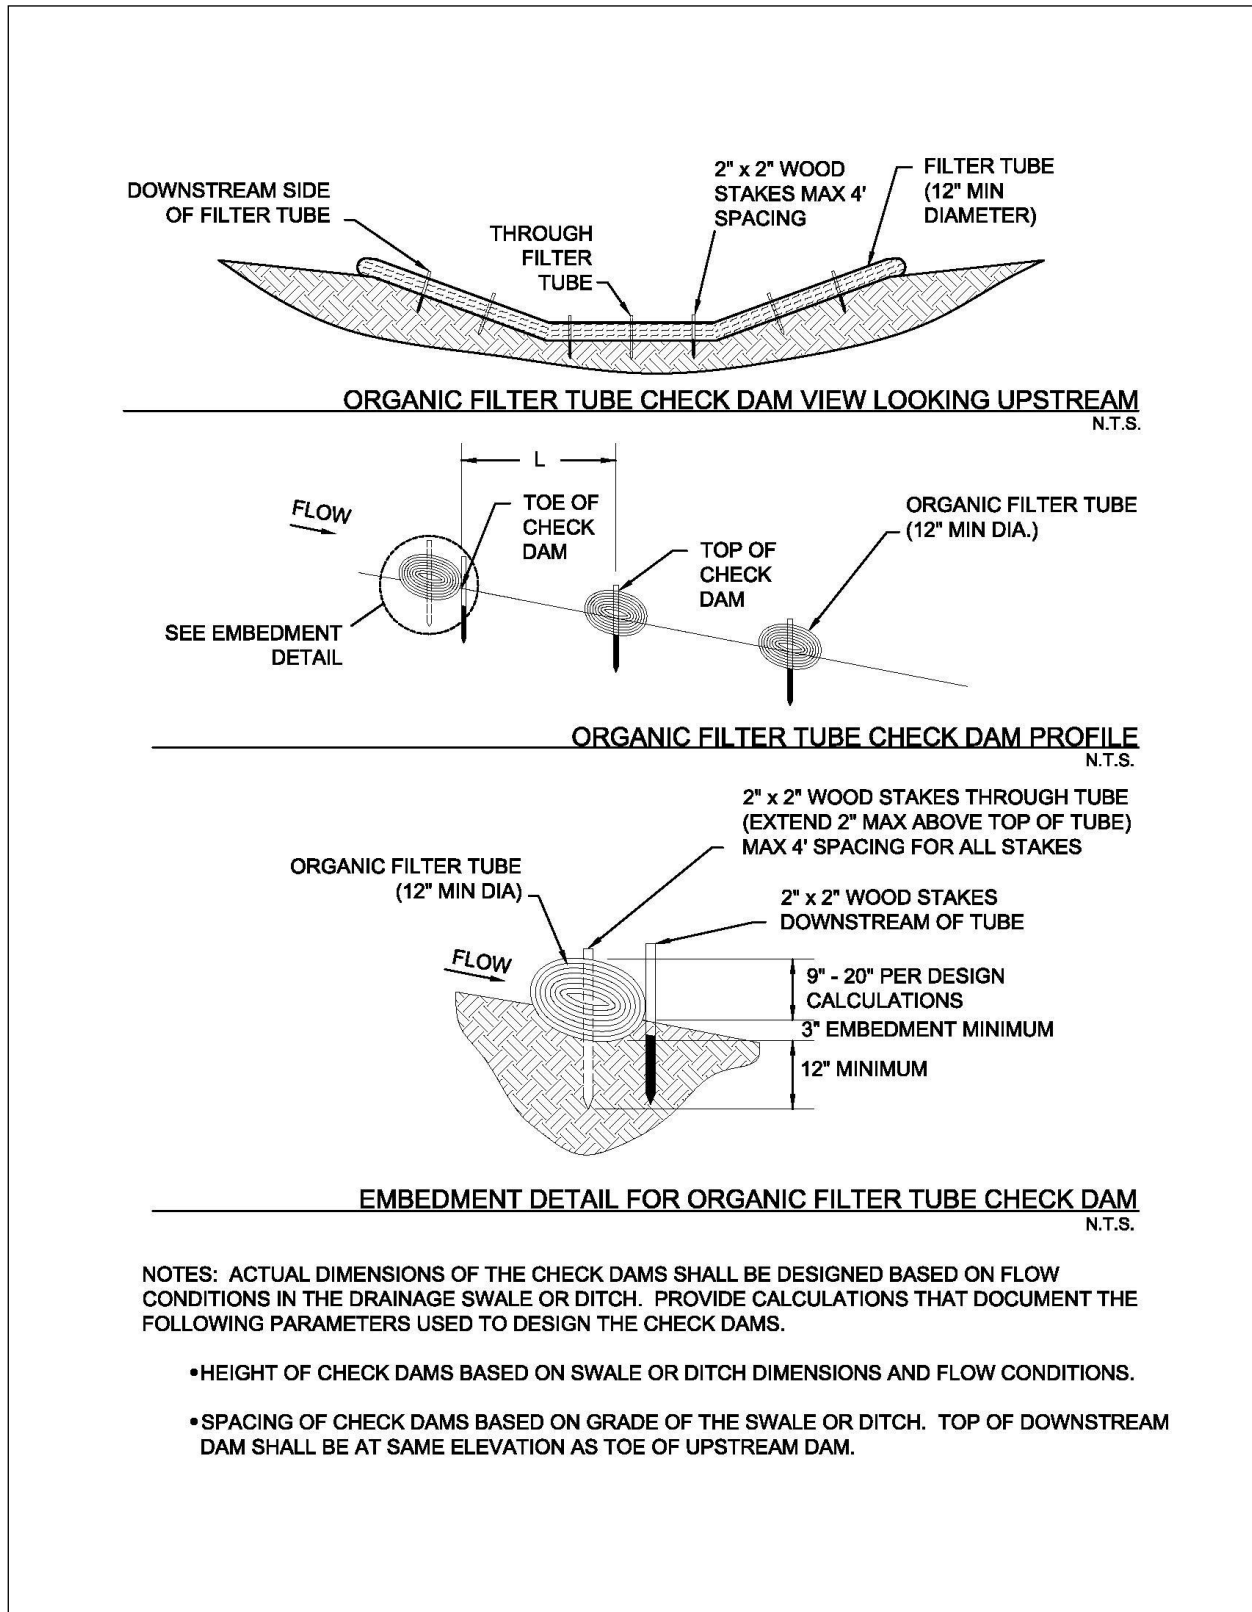 DOWNSTREAM SIDE
OF FILTER TUBE
THROUGH
FILTER
TUBE
2" x 2" WOOD
STAKES MAX 4'
SPACING
FILTER TUBE
(12" MIN
DIAMETER)
ORGANIC FILTER TUBE CHECK DAM VIEW LOOKING UPSTREAM
N.T.S.
L
FLOW
TOE OF
CHECK
DAM
TOP OF
CHECK
DAM
ORGANIC FILTER TUBE
(12" MIN DIA.)
SEE EMBEDMENT
DETAIL
ORGANIC FILTER TUBE CHECK DAM PROFILE
N.T.S.
2" x 2" WOOD STAKES THROUGH TUBE
(EXTEND 2" MAX ABOVE TOP OF TUBE)
MAX 4' SPACING FOR ALL STAKES
ORGANIC FILTER TUBE
(12" MIN DIA)
2" x 2" WOOD STAKES
DOWNSTREAM OF TUBE
FLOW
9" - 20" PER DESIGN
CALCULATIONS
3" EMBEDMENT MINIMUM
12" MINIMUM
EMBEDMENT DETAIL FOR ORGANIC FILTER TUBE CHECK DAM
N.T.S.
NOTES: ACTUAL DIMENSIONS OF THE CHECK DAMS SHALL BE DESIGNED BASED ON FLOW
CONDITIONS IN THE DRAINAGE SWALE OR DITCH. PROVIDE CALCULATIONS THAT DOCUMENT THE
FOLLOWING PARAMETERS USED TO DESIGN THE CHECK DAMS.
•HEIGHT OF CHECK DAMS BASED ON SWALE OR DITCH DIMENSIONS AND FLOW CONDITIONS.
•SPACING OF CHECK DAMS BASED ON GRADE OF THE SWALE OR DITCH. TOP OF DOWNSTREAM
DAM SHALL BE AT SAME ELEVATION AS TOE OF UPSTREAM DAM.